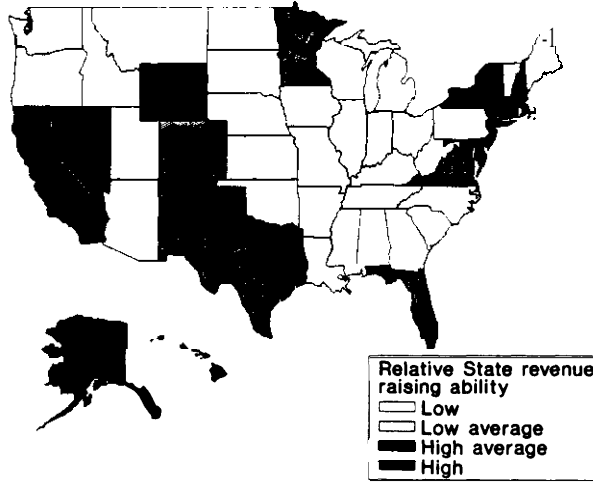 Relative State revenue
raising ability
Low
Low average
High average
High